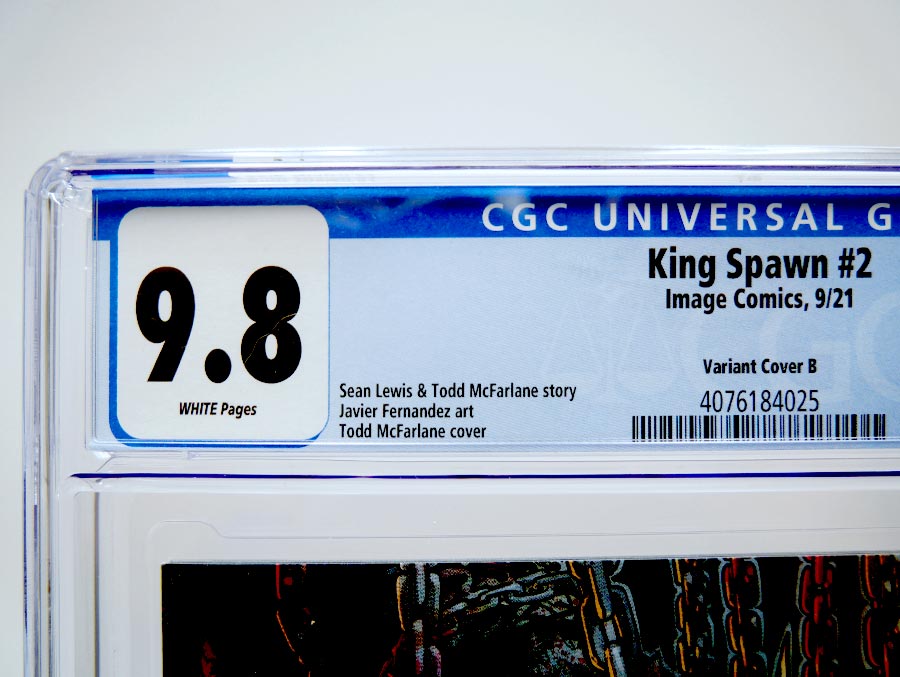 CGC UNIVERSAL G
9.8
WHITE Pages
King Spawn #2
Image Comics, 9/21
Variant Cover B
4076184025
Sean Lewis & Todd McFarlane story
Javier Fernandez art
Todd McFarlane cover
CGC